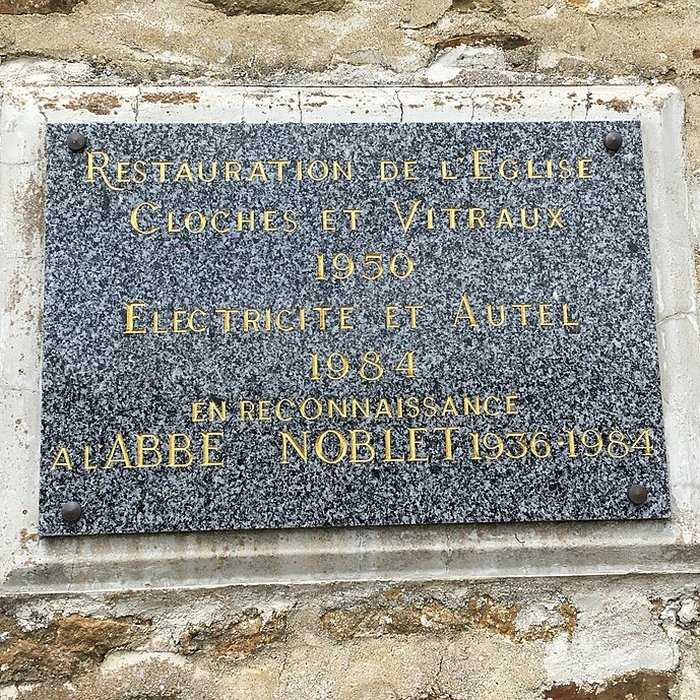 RESTAURATION DE L'EGLISE
CLOCHES ET VITRAUX
1950
ELECTRICITE ET AUTEL
1984
EN RECONNAISSANCE
A L'ABBE NOBLET 1936-1984